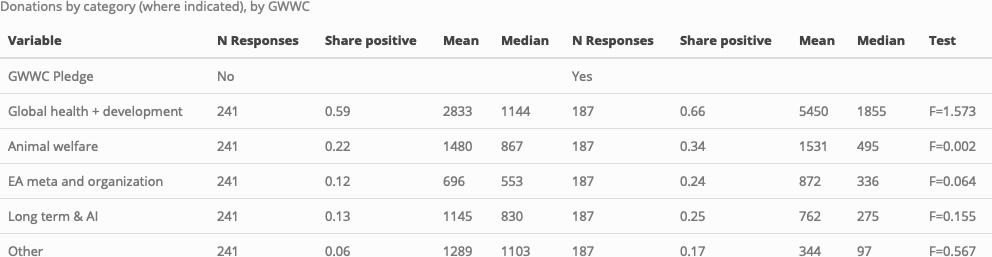 Donations by category (where indicated), by GWWC
Variable N Responses Share positive Mean Median N Responses Share positive Mean Median Test
GWWC Pledge No Yes
Global health + development 241 0.59 2833 1144 187 0.66 5450 1855 F=1.573
Animal welfare 241 0.22 1480 867 187 0.34 1531 495 F=0.002
EA meta and organization 241 0.12 696 553 187 0.24 872 336 F=0.064
Long term & AI 241 0.13 1145 830 187 0.25 762 275 F=0.155
Other 241 0.06 1289 1103 187 0.17 344 97 F=0.567